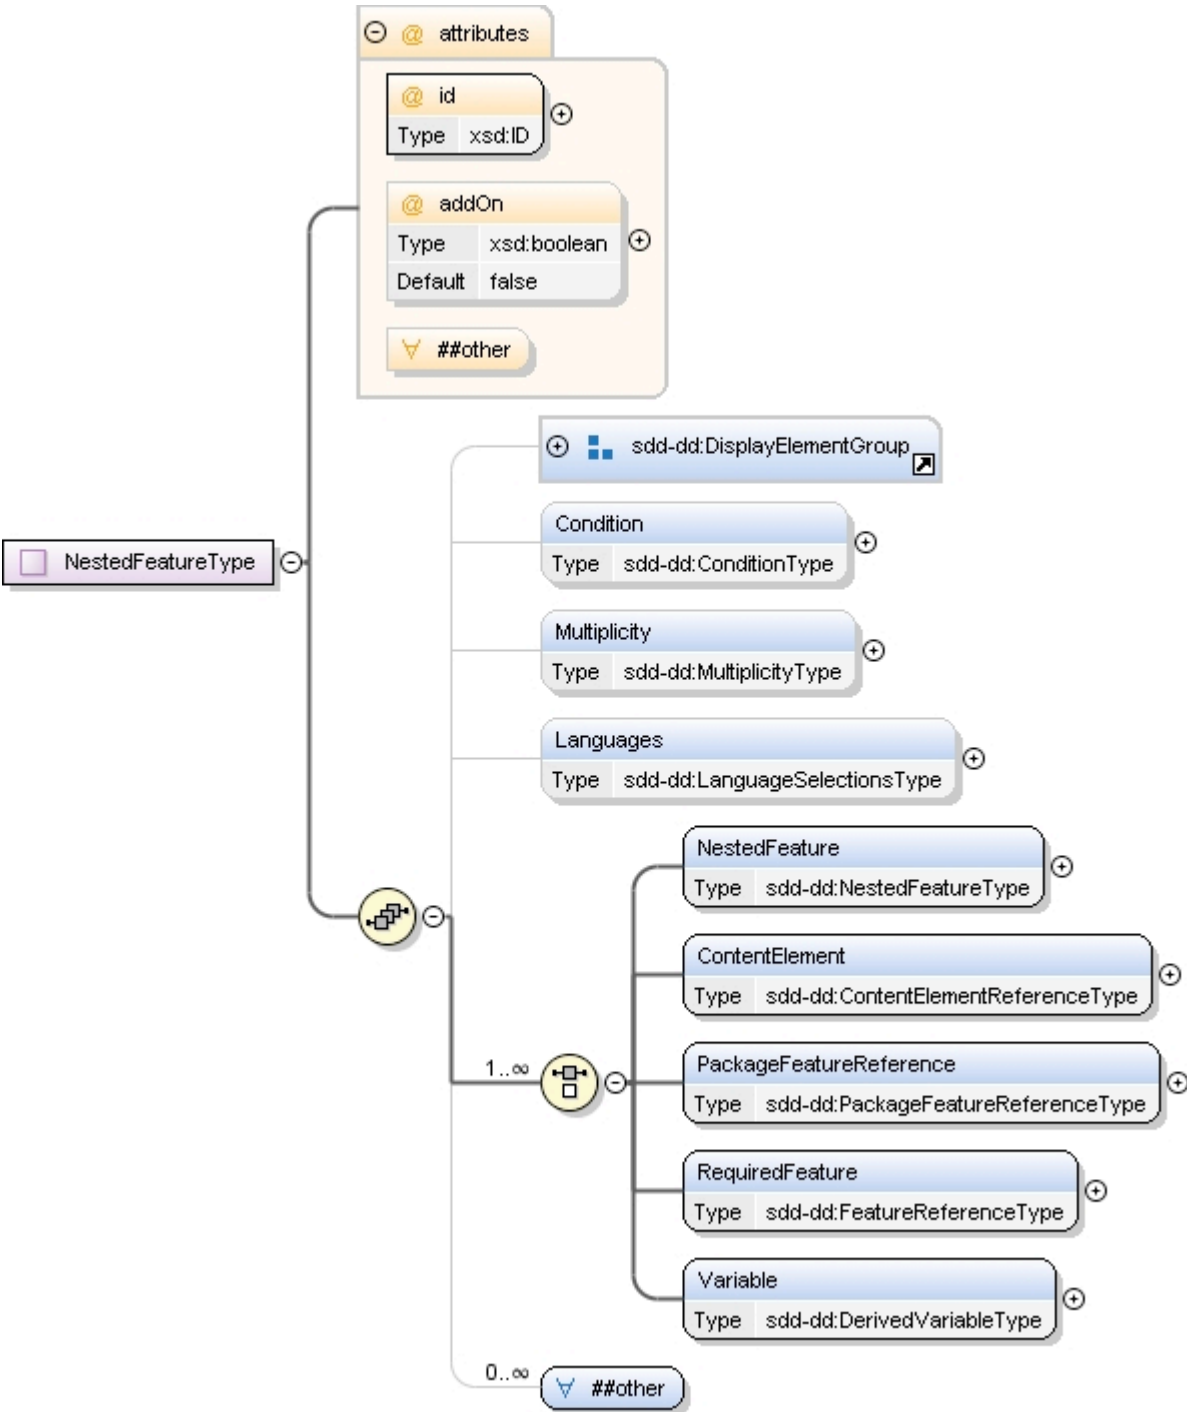 @ attributes
@ id
Type xsd:ID
@ addOn
Type xsd:boolean
Default false
##other
sdd-dd:DisplayElementGroup
Condition
Type sdd-dd:ConditionType
NestedFeatureType
Multiplicity
Type sdd-dd:MultiplicityType
Languages
Type sdd-dd:LanguageSelectionsType
NestedFeature
Type sdd-dd:NestedFeatureType
ContentElement
Type sdd-dd:ContentElementReferenceType
1..∞
PackageFeatureReference
Type sdd-dd:PackageFeatureReferenceType
RequiredFeature
Type sdd-dd:FeatureReferenceType
Variable
Type sdd-dd:DerivedVariableType
0..∞
##other